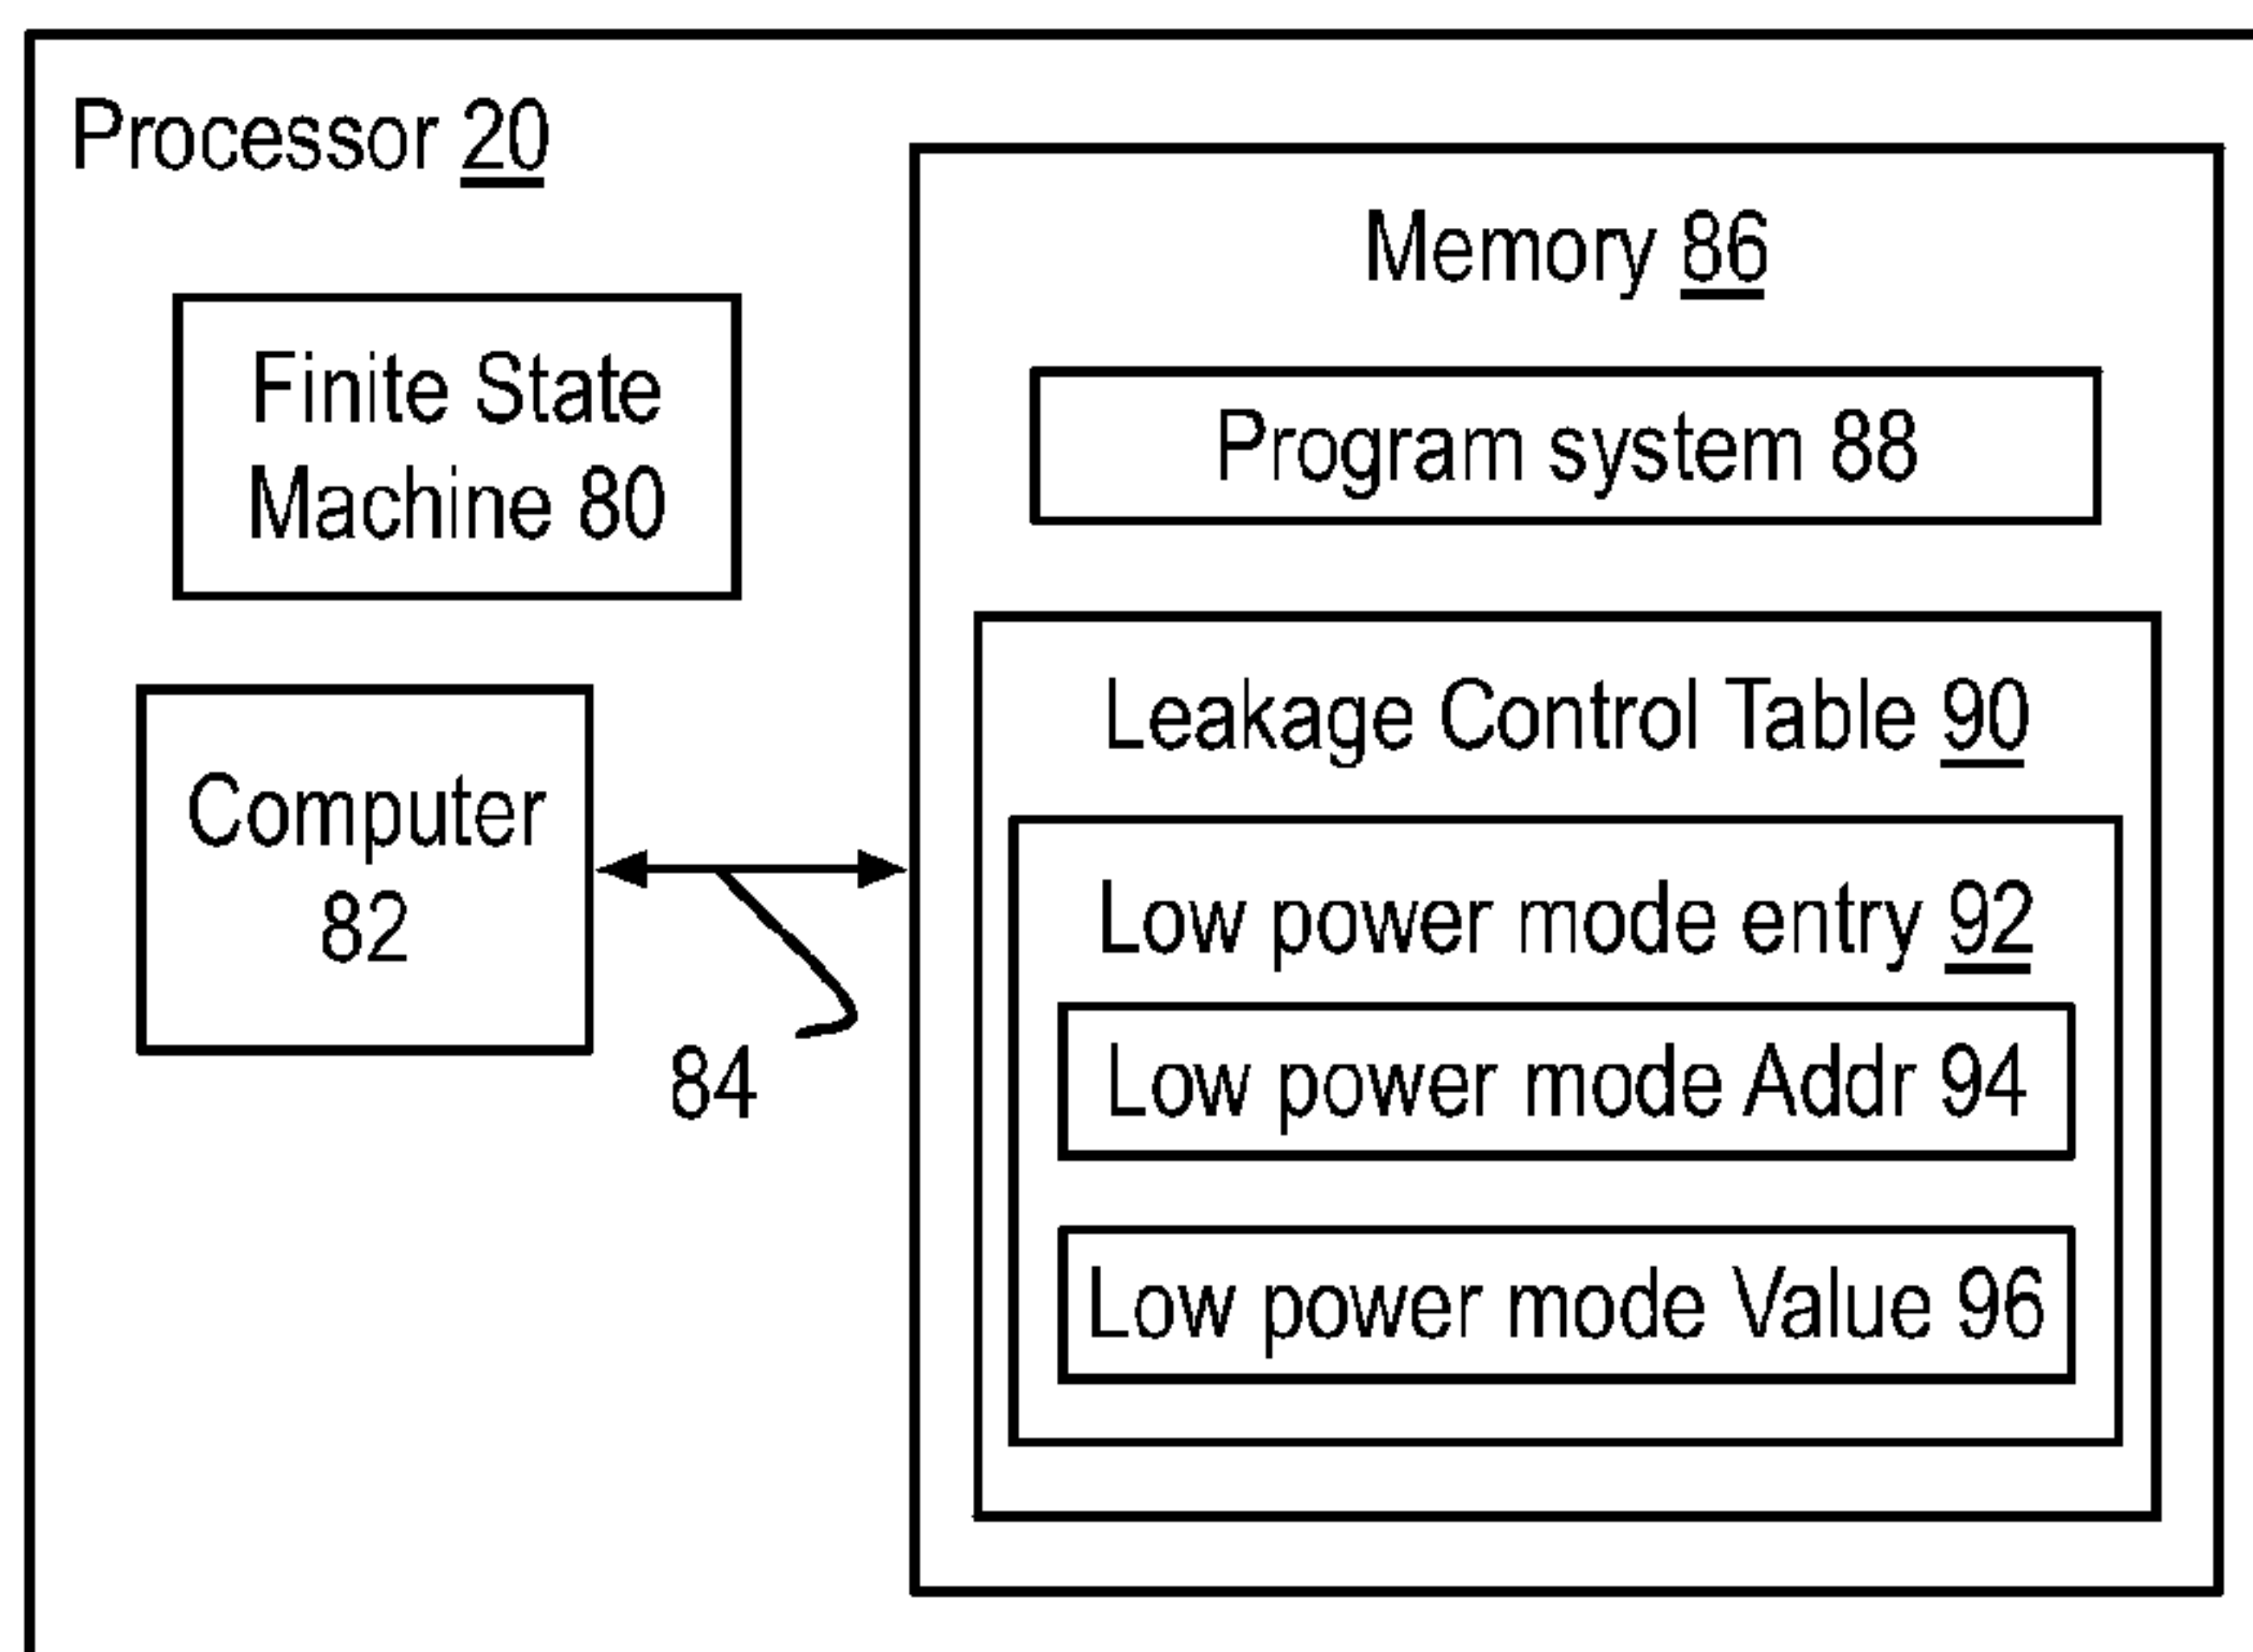 Processor 20
Finite State
Machine 80
Computer
82
84
Memory 86
Program system 88
Leakage Control Table 90
Low power mode entry 92
Low power mode Addr 94
Low power mode Value 96